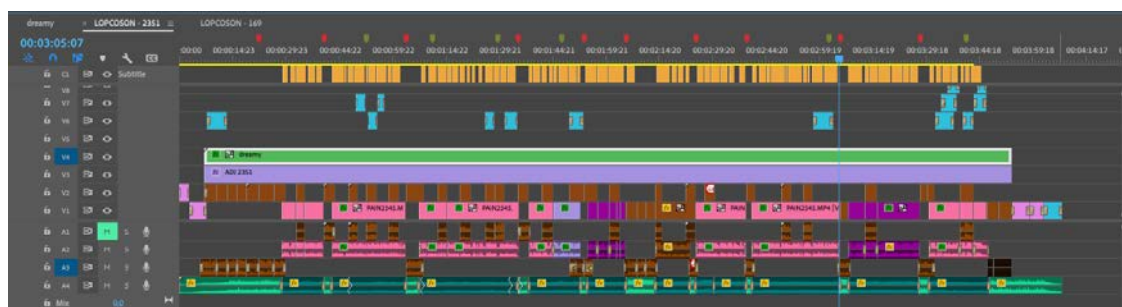 dreamy × LOPCOSON - 2351 ≡ LOPCOSON - 169
00:03:05:07
:00:00 00:00:14:23 00:00:29:23 00:00:44:22 00:00:59:22 00:01:14:22 00:01:29:21 00:01:44:21 00:01:59:21 00:02:14:20 00:02:29:20 00:02:44:20 00:02:59:19 00:03:14:19 00:03:29:18 00:03:44:18 00:03:59:18 00:04:14:17
C1 Subtitle
V8
V7
V6
V5
V4 dreamy
V3 fx ADJ 2351
V2
V1 PAIN2345.M PAIN2345. PAIN PAIN2345.MP4 [V
A1 M S
A2 M S
A3 M S
A4 M S
Mix 0.0